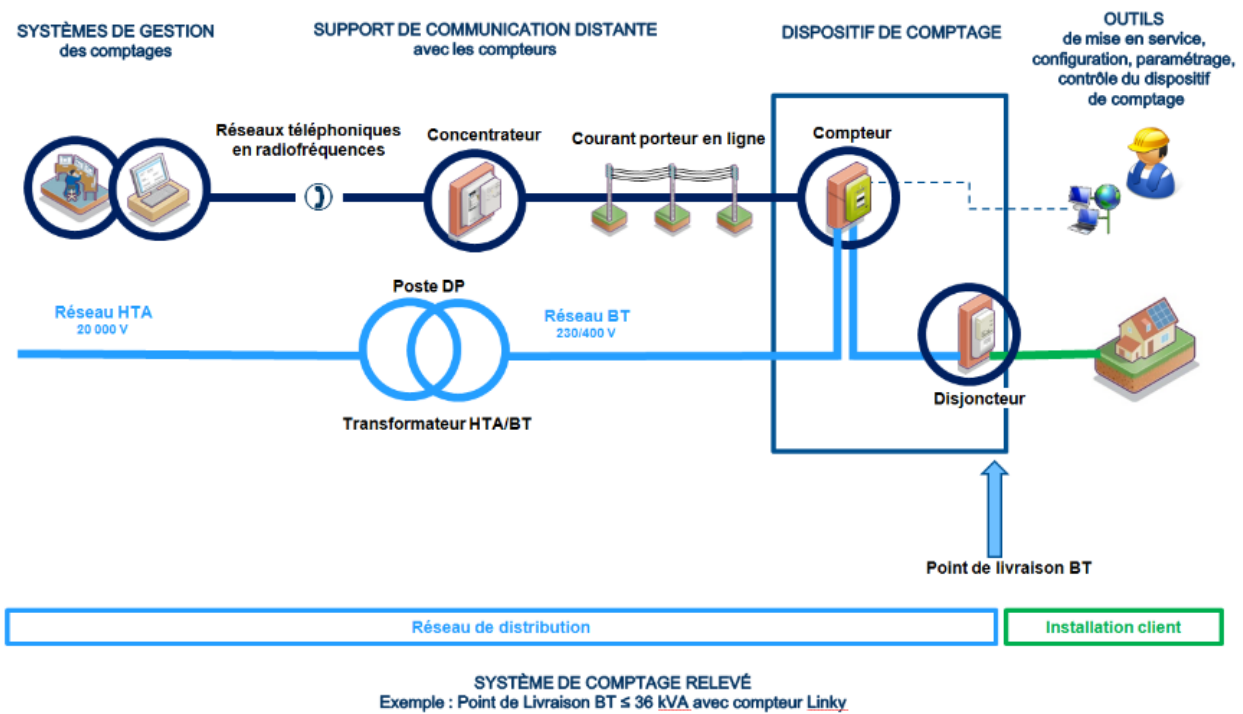 SYSTÈMES DE GESTION
des comptages
SUPPORT DE COMMUNICATION DISTANTE
avec les compteurs
DISPOSITIF DE COMPTAGE
OUTILS
de mise en service,
configuration, paramétrage,
contrôle du dispositif
de comptage
Réseaux téléphoniques
en radiofréquences
Concentrateur
Courant porteur en ligne
Compteur
Poste DP
Réseau HTA
20 000 V
Réseau BT
230/400 V
Transformateur HTA/BT
Disjoncteur
Point de livraison BT
Réseau de distribution
Installation client
SYSTÈME DE COMPTAGE RELEVÉ
Exemple : Point de Livraison BT ≤ 36 kVA avec compteur Linky